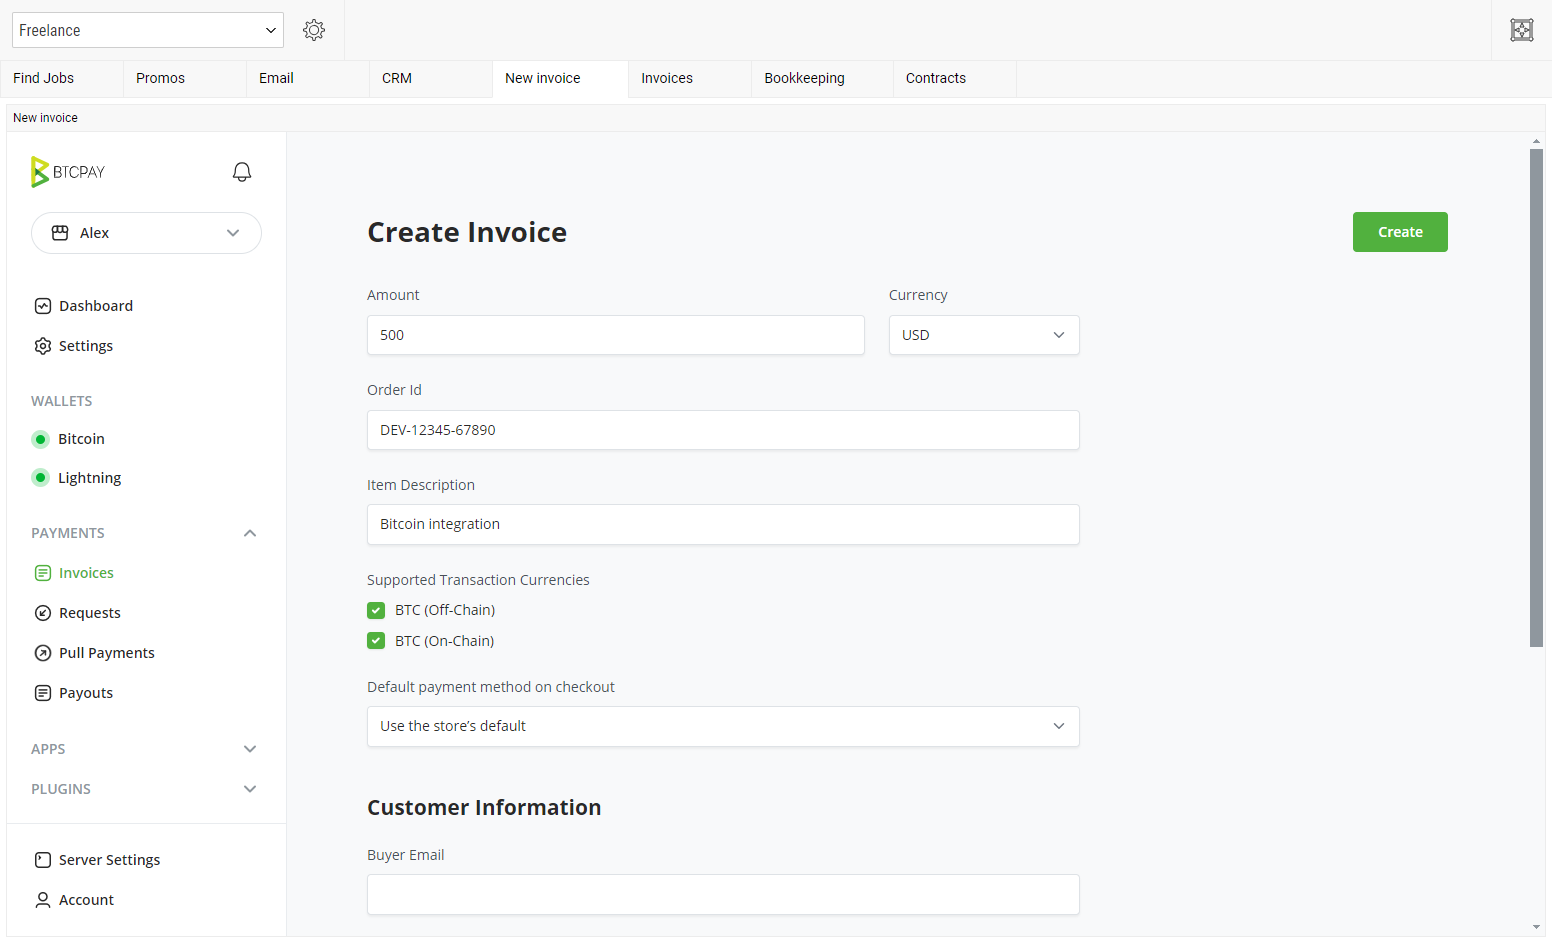 Freelance
Find Jobs Promos Email CRM New invoice Invoices Bookkeeping Contracts
New invoice
BTCPAY
Alex
Dashboard
Settings
WALLETS
Bitcoin
Lightning
PAYMENTS
Invoices
Requests
Pull Payments
Payouts
APPS
PLUGINS
Server Settings
Account
Create Invoice
Create
Amount Currency
500 USD
Order Id
DEV-12345-67890
Item Description
Bitcoin integration
Supported Transaction Currencies
BTC (Off-Chain)
BTC (On-Chain)
Default payment method on checkout
Use the store’s default
Customer Information
Buyer Email